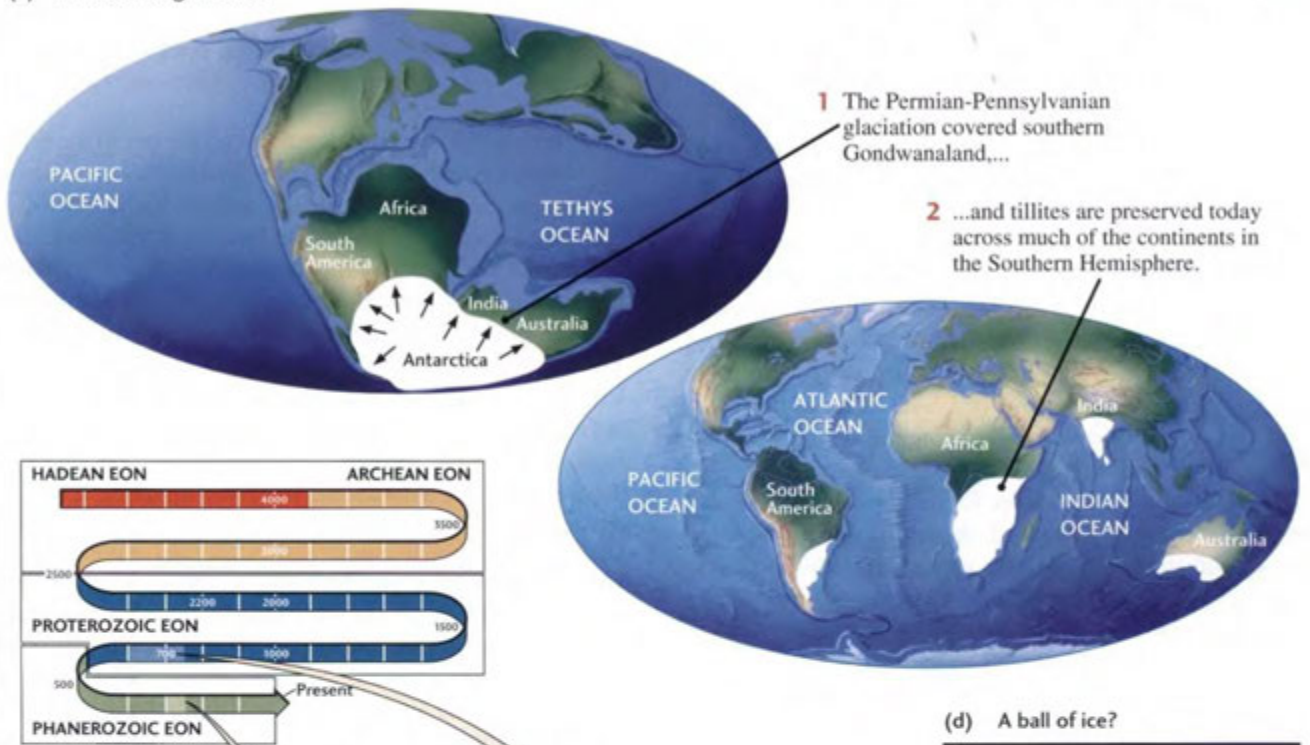 1 The Permian-Pennsylvanian
glaciation covered southern
Gondwanaland,...
2 ...and tillites are preserved today
across much of the continents in
the Southern Hemisphere.
PACIFIC
OCEAN
Africa
TETHYS
OCEAN
South
America
India
Australia
Antarctica
ATLANTIC
OCEAN
India
Africa
PACIFIC
OCEAN
South
America
INDIAN
OCEAN
Australia
HADEAN EON
ARCHEAN EON
4000
3500
3000
2500
2200
2000
PROTEROZOIC EON
1500
700
1000
500
Present
PHANEROZOIC EON
(d) A ball of ice?